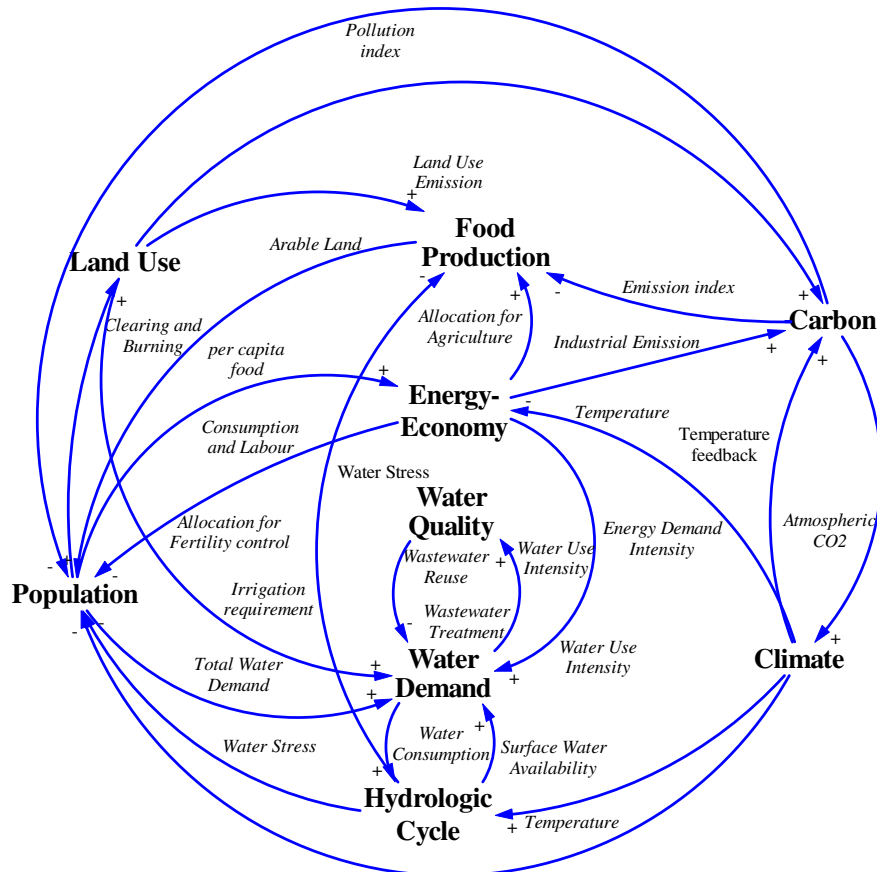 Pollution
index
Land Use
Emission
+
Food
Production
Arable Land
Land Use
+
-
+
-
Emission index
+
Carbon
Clearing and
Burning
Allocation for
Agriculture
per capita
food
Industrial Emission
+
+
+
Energy-
Economy
-
Temperature
Consumption
and Labour
Temperature
feedback
Water Stress
Water
Quality
Allocation for
Fertility control
Energy Demand
Intensity
Atmospheric
CO2
Wastewater
Reuse
+
Water Use
Intensity
-
+
-
Population
Irrigation
requirement
Wastewater
Treatment
-
-
-
Water
Demand
+
+
+
Water Use
Intensity
+
Climate
Total Water
Demand
Water
Consumption
+
Surface Water
Availability
Water Stress
+
Hydrologic
Cycle
+
Temperature